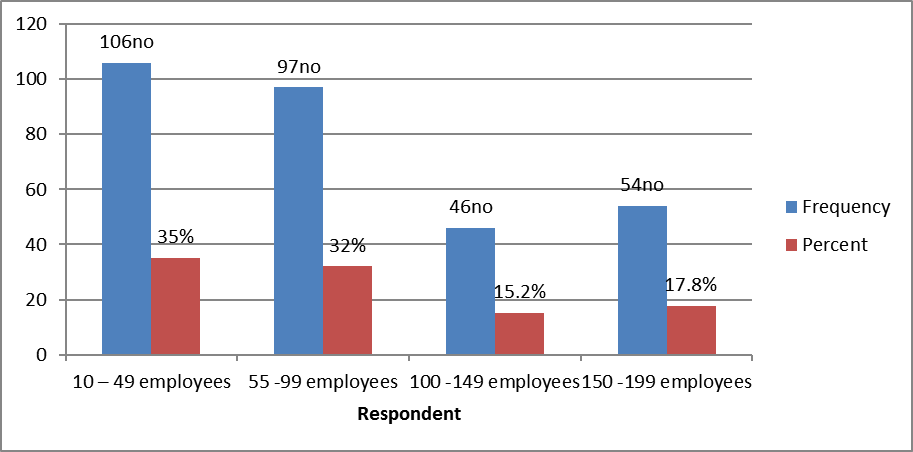 120
106no
97no
100
80
60
54no
46no
40
35%
32%
20
15.2%
17.8%
0
10 – 49 employees
55 -99 employees
100 -149 employees
150 -199 employees
Respondent
Frequency
Percent